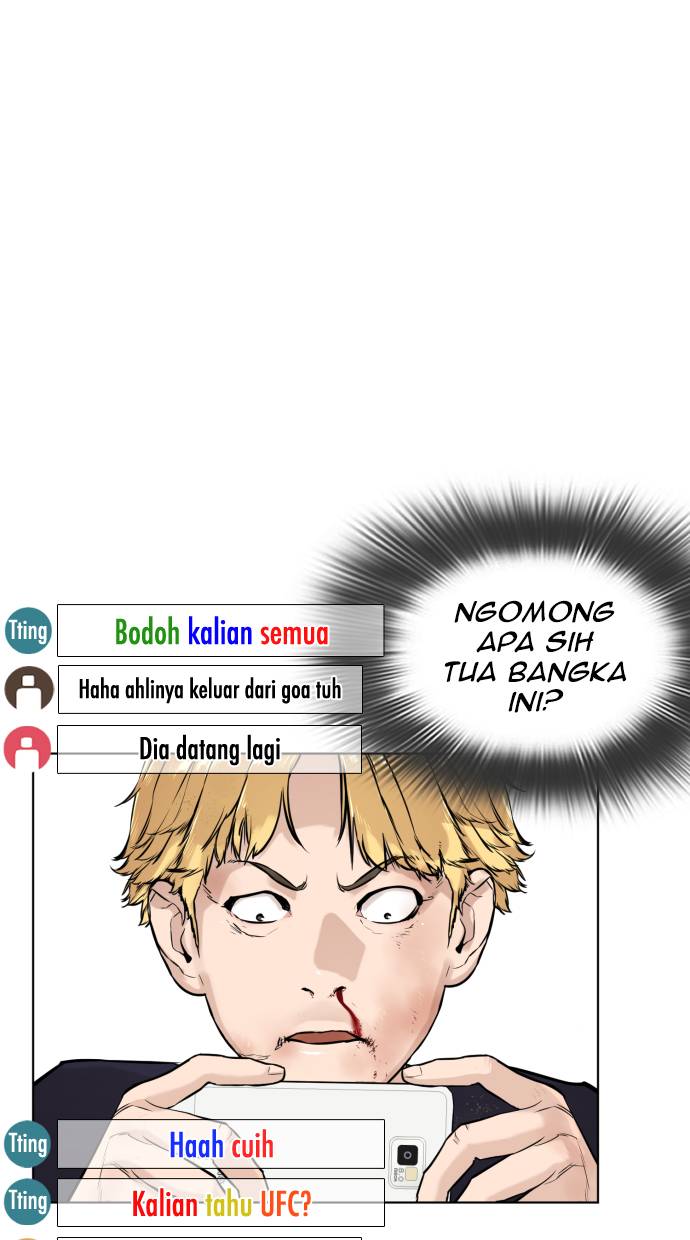 NGOMONG
APA SIH
TUA BANGKA
INI?
Tting
Bodoh kalian semua
Haha ahlinya keluar dari goa tuh
Dia datang lagi
Tting
Haah cuih
Tting
Kalian tahu UFC?